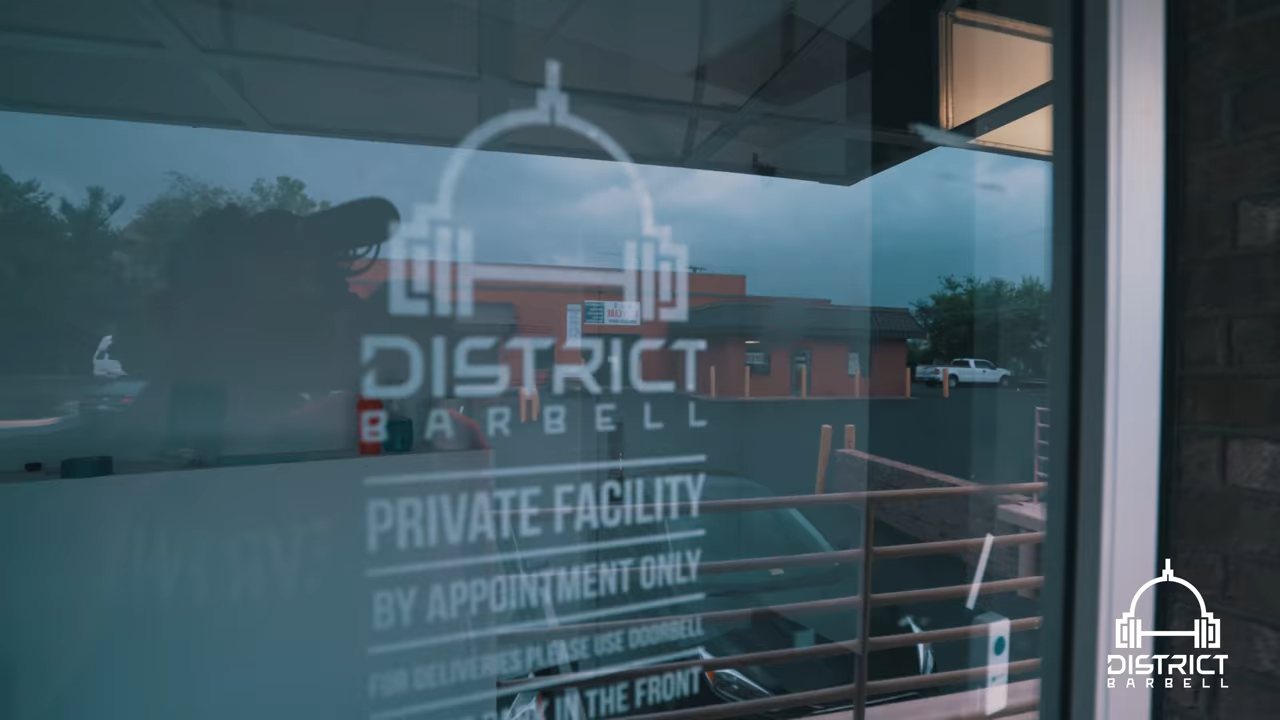 DISTRICT
BARBELL
PRIVATE FACILITY
BY APPOINTMENT ONLY
FOR DELIVERIES PLEASE USE DOORBELL
IN THE FRONT
DISTRICT
BARBELL